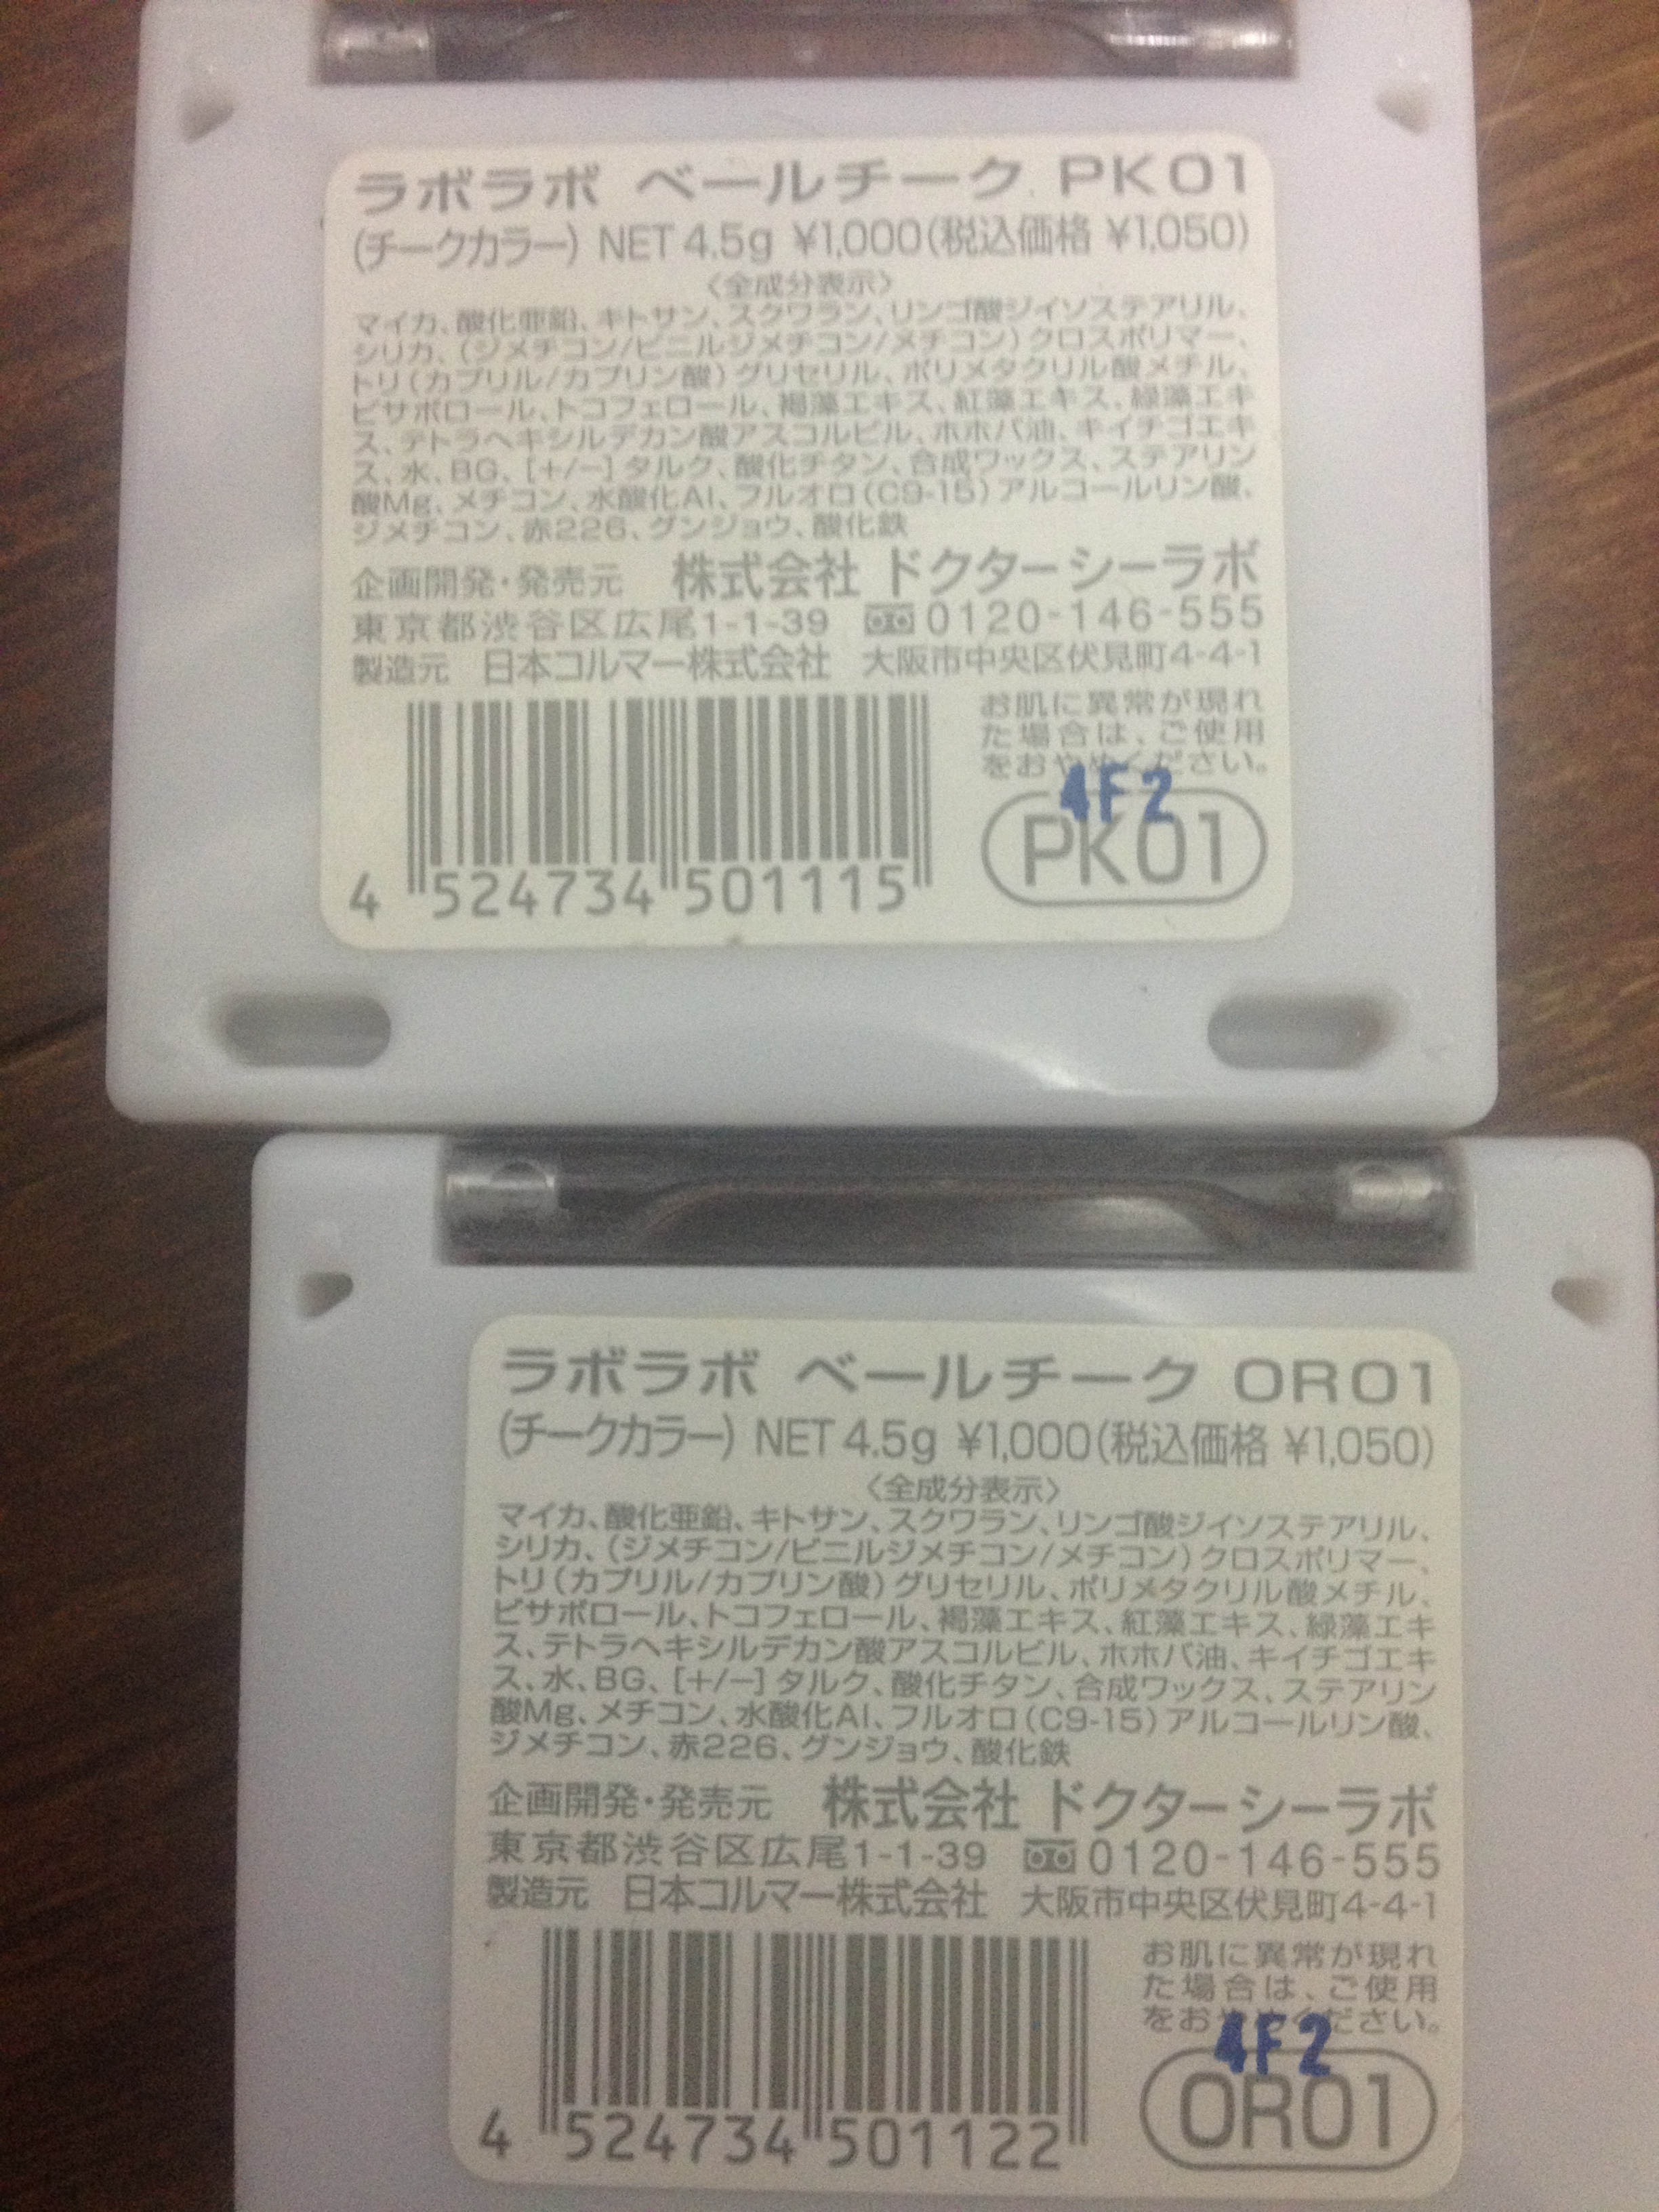 ラボラボ ベールチーク PK01
(チークカラー) NET 4.5g ¥1,000(税込価格 ¥1,050)
〈全成分表示〉
マイカ、酸化亜鉛、キトサン、スクワラン、リンゴ酸ジイソステアリル、
シリカ、(ジメチコン/ビニルジメチコン/メチコン)クロスポリマー、
トリ(カプリル/カプリン酸)グリセリル、ポリメタクリル酸メチル、
ビサボロール、トコフェロール、褐藻エキス、紅藻エキス、緑藻エキ
ス、テトラヘキシルデカン酸アスコルビル、ホホバ油、キイチゴエキ
ス、水、BG、[+/−]タルク、酸化チタン、合成ワックス、ステアリン
酸Mg、メチコン、水酸化Al、フルオロ(C9-15)アルコールリン酸、
ジメチコン、赤226、グンジョウ、酸化鉄
企画開発・発売元 株式会社 ドクターシーラボ
東京都渋谷区広尾1-1-39 0120-146-555
製造元 日本コルマー株式会社 大阪市中央区伏見町4-4-1
お肌に異常が現れ
た場合は、ご使用
をおやめください。
4F2
PK01
4 524734 501115
ラボラボ ベールチーク OR01
(チークカラー) NET 4.5g ¥1,000(税込価格 ¥1,050)
〈全成分表示〉
マイカ、酸化亜鉛、キトサン、スクワラン、リンゴ酸ジイソステアリル、
シリカ、(ジメチコン/ビニルジメチコン/メチコン)クロスポリマー、
トリ(カプリル/カプリン酸)グリセリル、ポリメタクリル酸メチル、
ビサボロール、トコフェロール、褐藻エキス、紅藻エキス、緑藻エキ
ス、テトラヘキシルデカン酸アスコルビル、ホホバ油、キイチゴエキ
ス、水、BG、[+/−]タルク、酸化チタン、合成ワックス、ステアリン
酸Mg、メチコン、水酸化Al、フルオロ(C9-15)アルコールリン酸、
ジメチコン、赤226、グンジョウ、酸化鉄
企画開発・発売元 株式会社 ドクターシーラボ
東京都渋谷区広尾1-1-39 0120-146-555
製造元 日本コルマー株式会社 大阪市中央区伏見町4-4-1
お肌に異常が現れ
た場合は、ご使用
をおやめください。
4F2
OR01
4 524734 501122